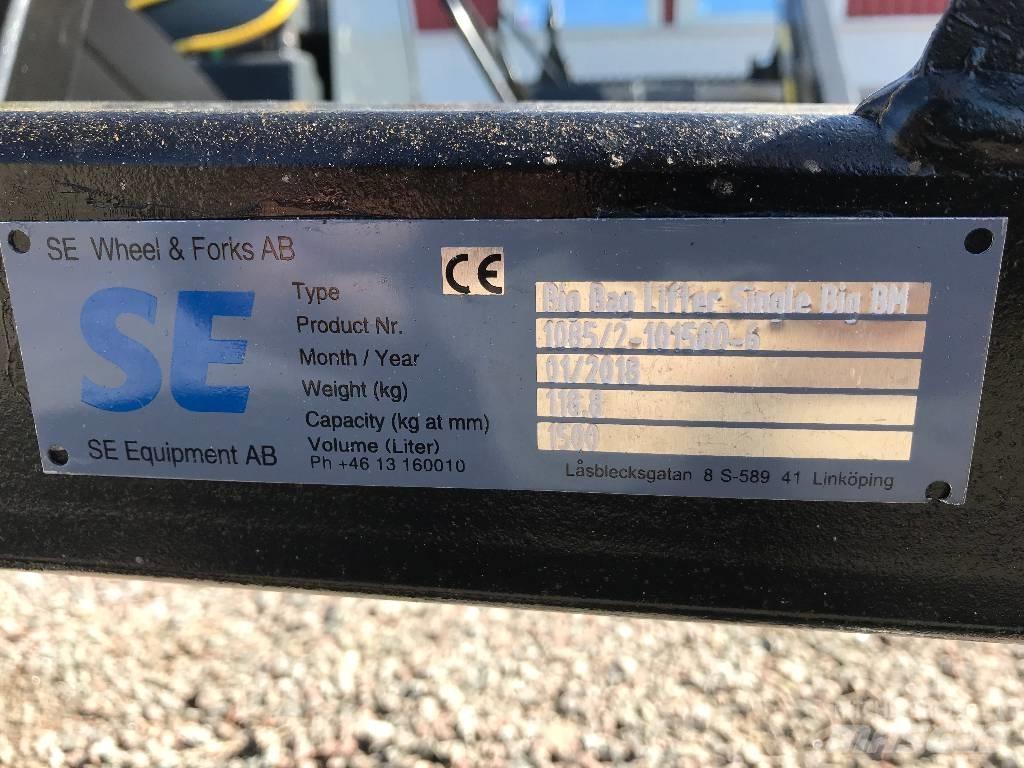 SE Wheel & Forks AB
CE
SE
SE Equipment AB
Type Big Bag Lifter Single Big BM
Product Nr. 1085/2-101500-6
Month / Year 01/2018
Weight (kg) 118.8
Capacity (kg at mm) 1500
Volume (Liter)
Ph +46 13 160010
Låsblecksgatan 8 S-589 41 Linköping